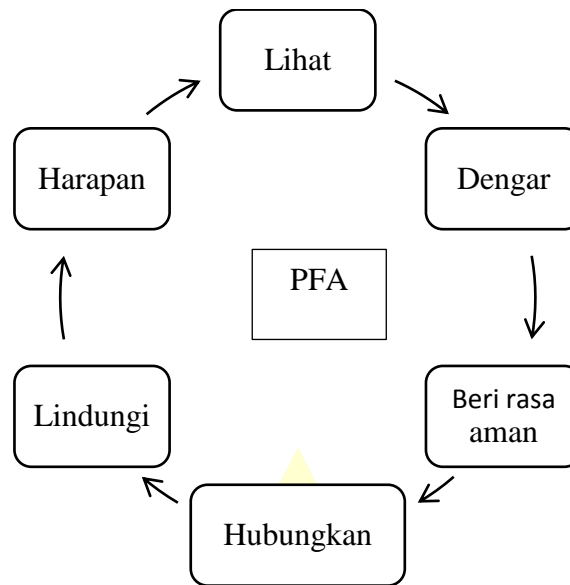 Lihat
Dengar
Beri rasa
aman
Hubungkan
Lindungi
Harapan
PFA